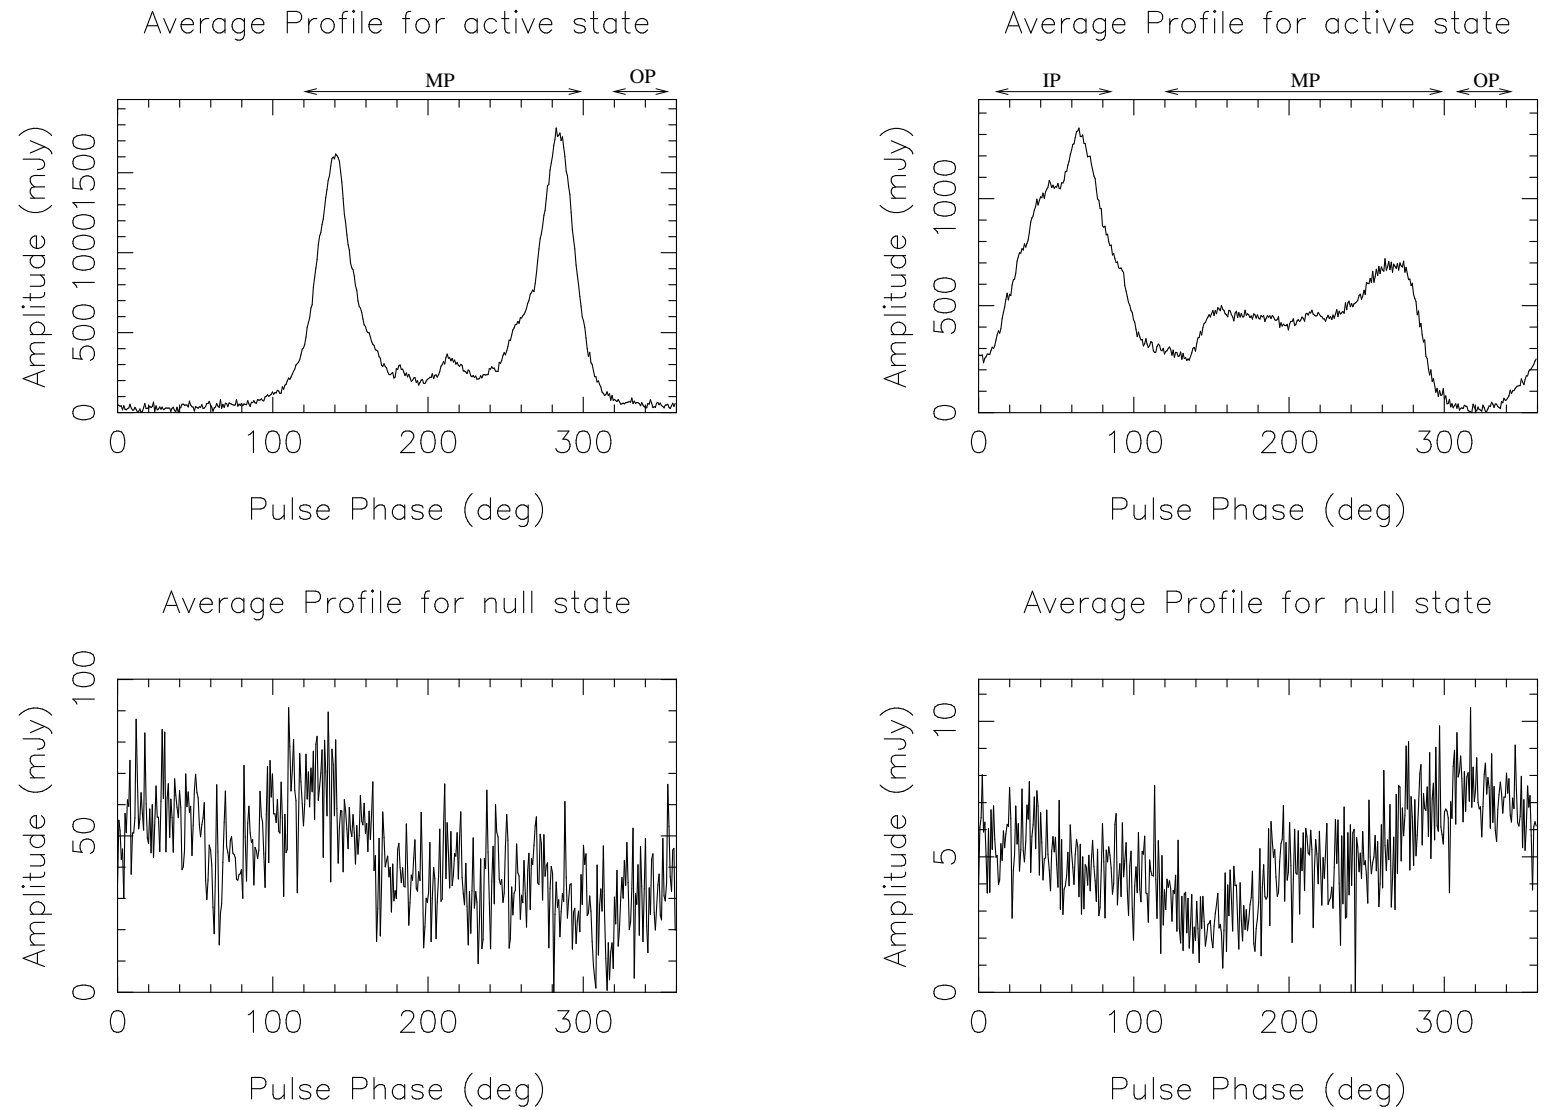 Average Profile for active state
MP
OP
Amplitude (mJy)
0 500 1000 1500
0 100 200 300
Pulse Phase (deg)
Average Profile for active state
IP
MP
OP
Amplitude (mJy)
0 500 1000
0 100 200 300
Pulse Phase (deg)
Average Profile for null state
Amplitude (mJy)
0 50 100
0 100 200 300
Pulse Phase (deg)
Average Profile for null state
Amplitude (mJy)
0 5 10
0 100 200 300
Pulse Phase (deg)